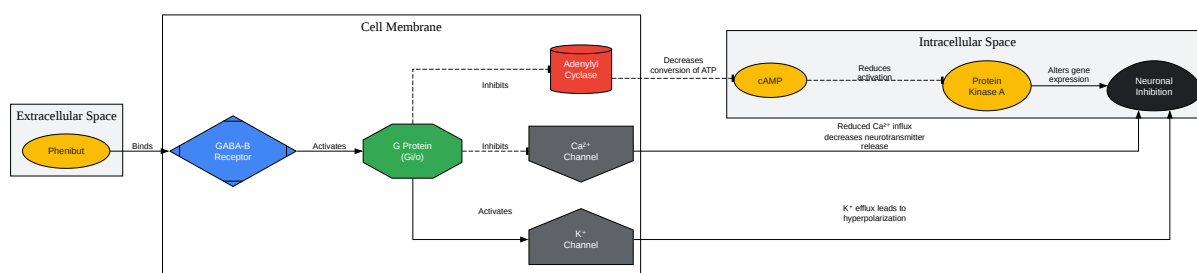 Cell Membrane
Extracellular Space
Phenibut
Binds
GABA-B
Receptor
Activates
G Protein
(Gi/o)
Inhibits
Adenylyl
Cyclase
Inhibits
Ca²⁺
Channel
Activates
K⁺
Channel
Decreases
conversion of ATP
Intracellular Space
cAMP
Reduces
activation
Protein
Kinase A
Alters gene
expression
Neuronal
Inhibition
Reduced Ca²⁺ influx
decreases neurotransmitter
release
K⁺ efflux leads to
hyperpolarization